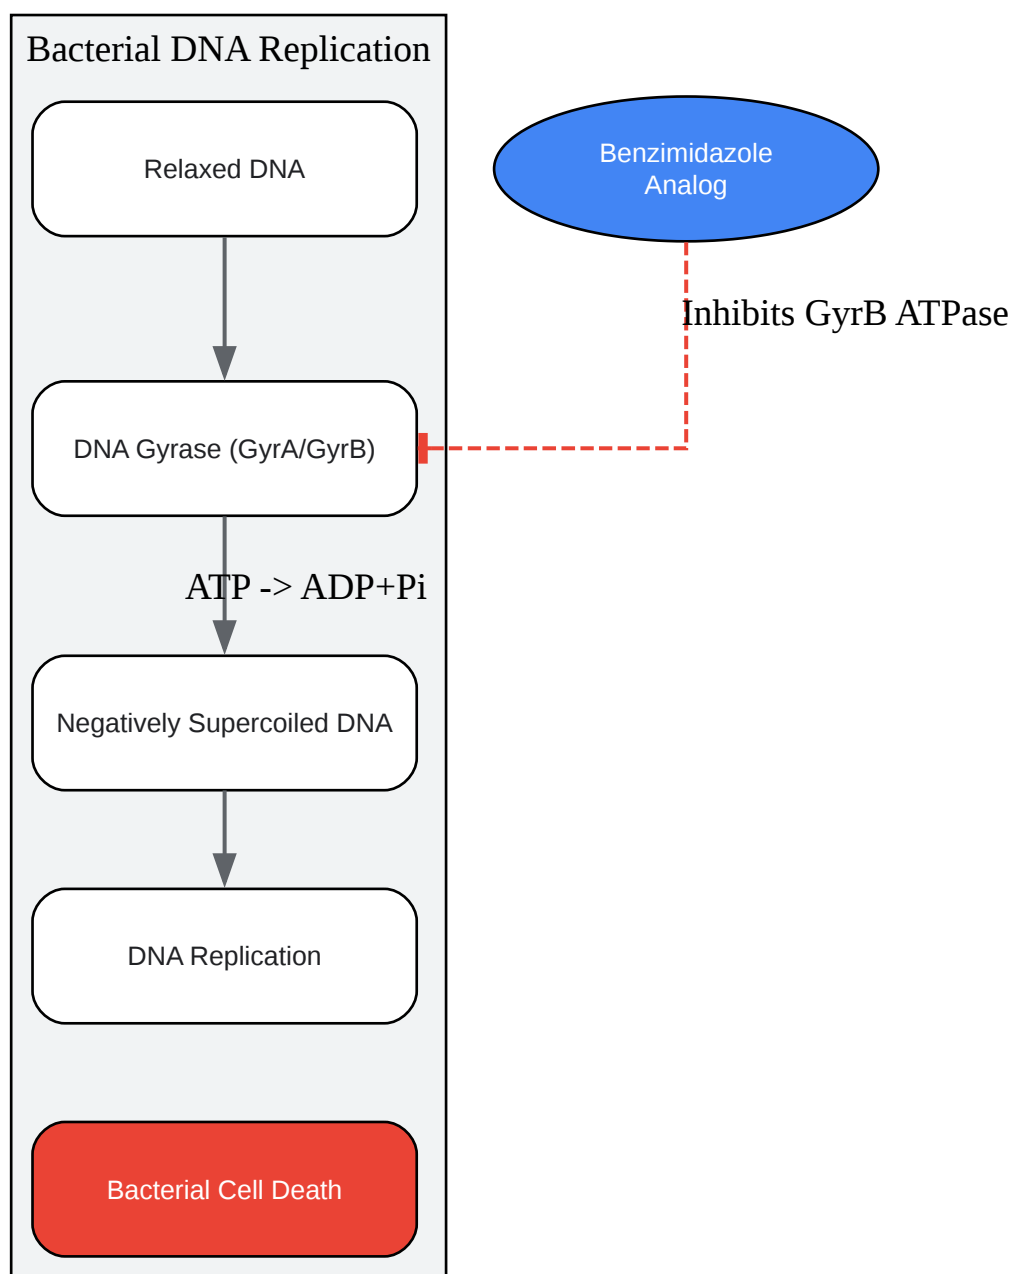 Bacterial DNA Replication
Relaxed DNA
Benzimidazole
Analog
Inhibits GyrB ATPase
DNA Gyrase (GyrA/GyrB)
ATP -> ADP+Pi
Negatively Supercoiled DNA
DNA Replication
Bacterial Cell Death